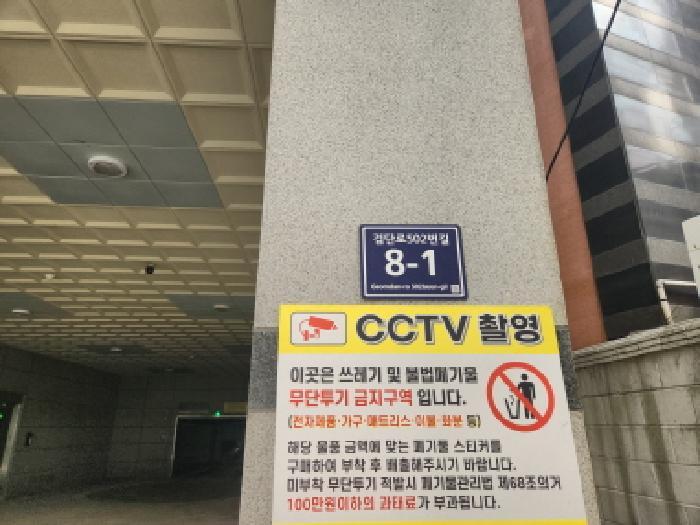 검단로502번길
8-1
Geomdan-ro 502beon-gil
CCTV 촬영
이곳은 쓰레기 및 불법폐기물
무단투기 금지구역 입니다.
(전자제품·가구·매트리스·이불·화분 등)
해당 물품 금액에 맞는 폐기물 스티커를
구매하여 부착 후 배출해주시기 바랍니다.
미부착 무단투기 적발시 폐기물관리법 제68조의거
100만원이하의 과태료가 부과됩니다.